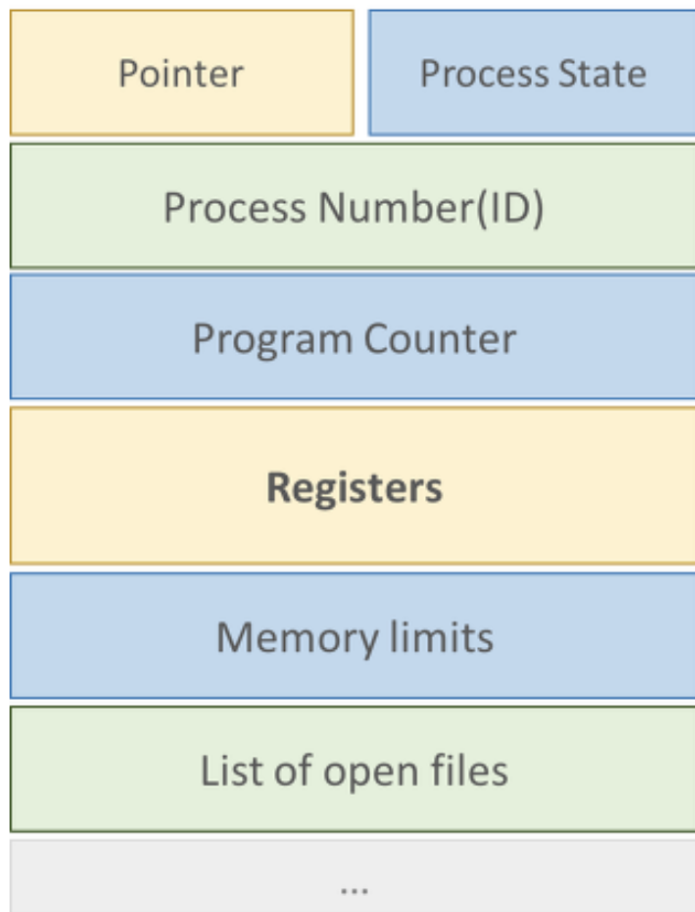 Pointer
Process State
Process Number(ID)
Program Counter
Registers
Memory limits
List of open files
...